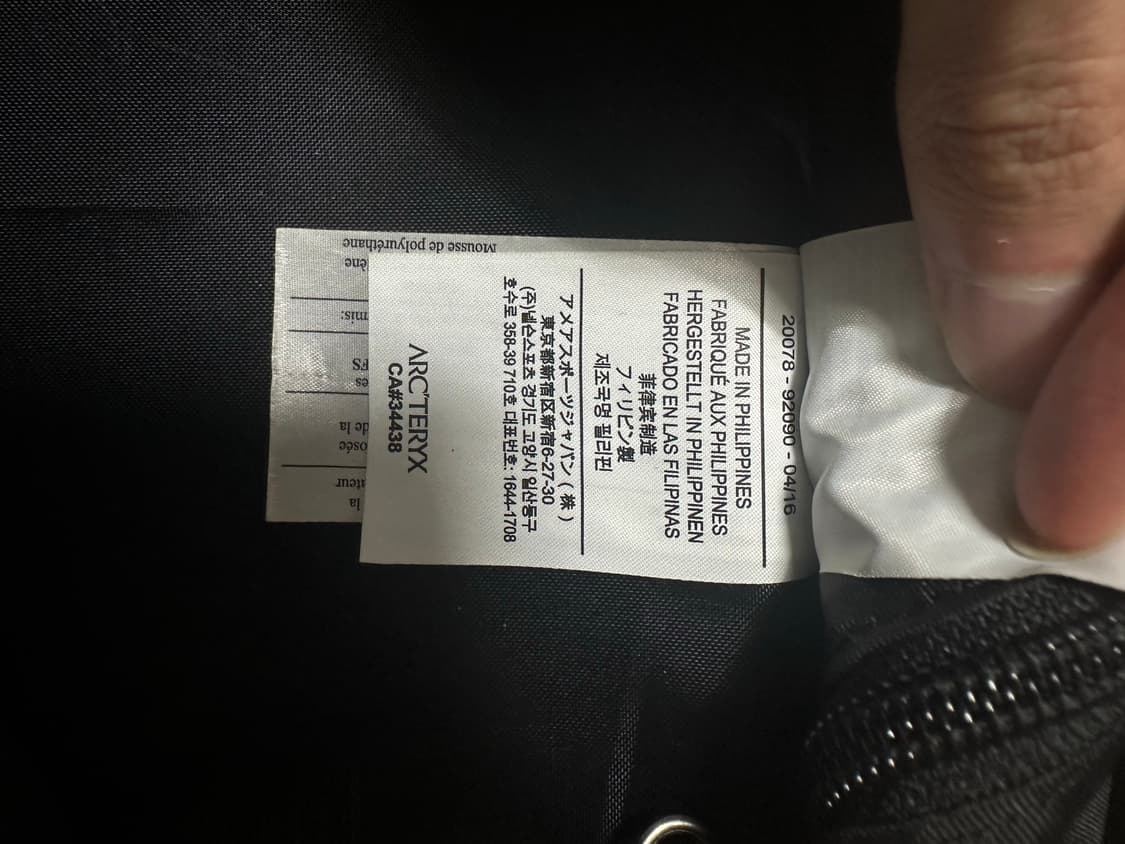 20078 - 92090 - 04/16
MADE IN PHILIPPINES
FABRIQUÉ AUX PHILIPPINES
HERGESTELLT IN PHILIPPINEN
FABRICADO EN LAS FILIPINAS
菲律宾制造
フィリピン製
제조국명 필리핀
アメアスポーツジャパン ( 株 )
東京都新宿区新宿6-27-30
(주)넬슨스포츠 경기도 고양시 일산동구
호수로 358-39 710호 대표번호: 1644-1708
ARC'TERYX
CA#34438
la
de la
Mousse de polyuréthane